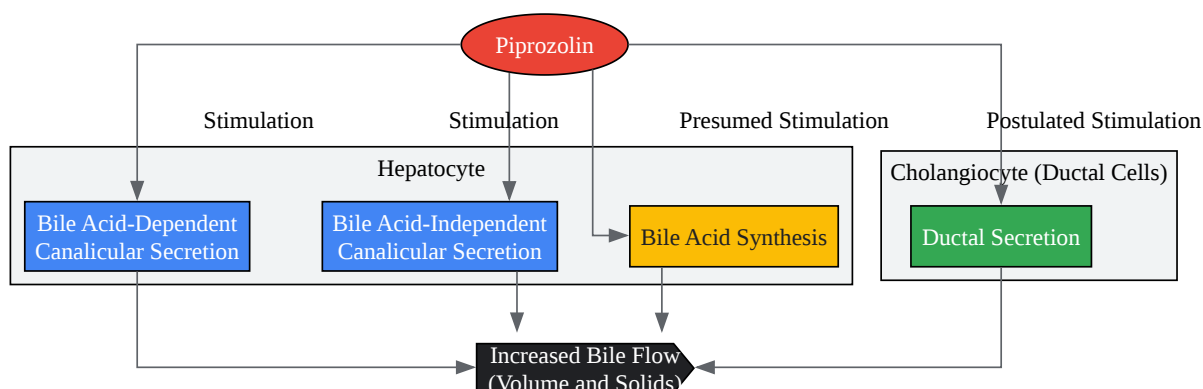 Piprozolin
Stimulation
Stimulation
Presumed Stimulation
Postulated Stimulation
Hepatocyte
Cholangiocyte (Ductal Cells)
Bile Acid-Dependent
Canalicular Secretion
Bile Acid-Independent
Canalicular Secretion
Bile Acid Synthesis
Ductal Secretion
Increased Bile Flow
(Volume and Solids)